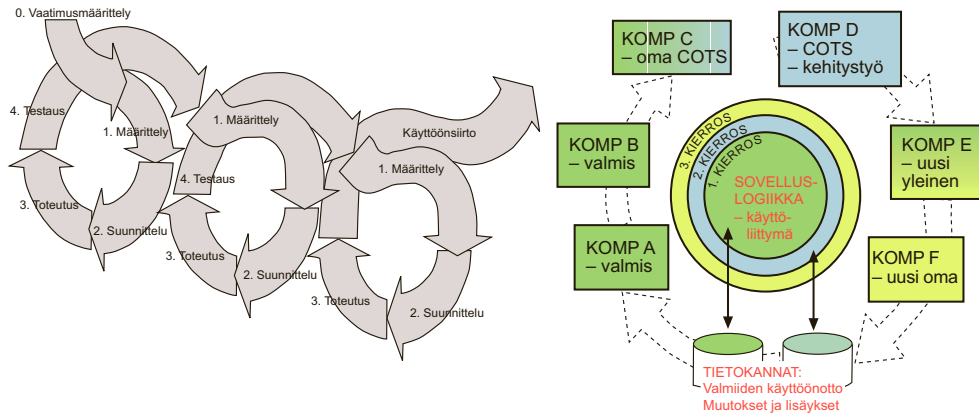 0. Vaatimusmäärittely
4. Testaus
1. Määrittely
3. Toteutus
2. Suunnittelu
1. Määrittely
4. Testaus
3. Toteutus
2. Suunnittelu
Käyttöönsiirto
1. Määrittely
3. Toteutus
2. Suunnittelu
KOMP C
– oma COTS
KOMP D
– COTS
– kehitystyö
KOMP B
– valmis
KOMP E
– uusi
yleinen
KOMP A
– valmis
KOMP F
– uusi oma
3. KIERROS
2. KIERROS
1. KIERROS
SOVELLUS-
LOGIIKKA
– käyttö-
liittymä
TIETOKANNAT:
Valmiiden käyttöönotto
Muutokset ja lisäykset